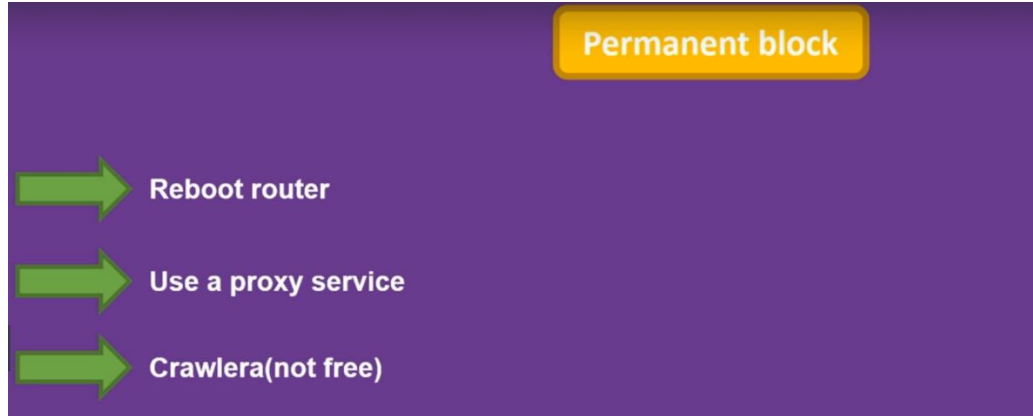 Permanent block
Reboot router
Use a proxy service
Crawlera(not free)